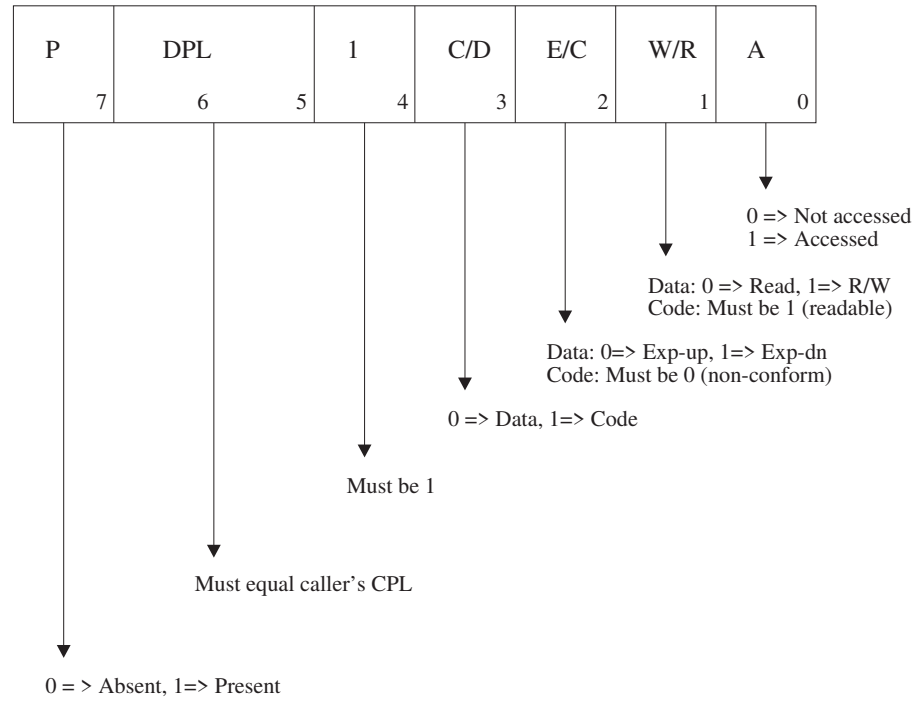 P DPL 1 C/D E/C W/R A
7 6 5 4 3 2 1 0
0 => Not accessed
1 => Accessed
Data: 0 => Read, 1=> R/W
Code: Must be 1 (readable)
Data: 0=> Exp-up, 1=> Exp-dn
Code: Must be 0 (non-conform)
0 => Data, 1=> Code
Must be 1
Must equal caller's CPL
0 = > Absent, 1=> Present